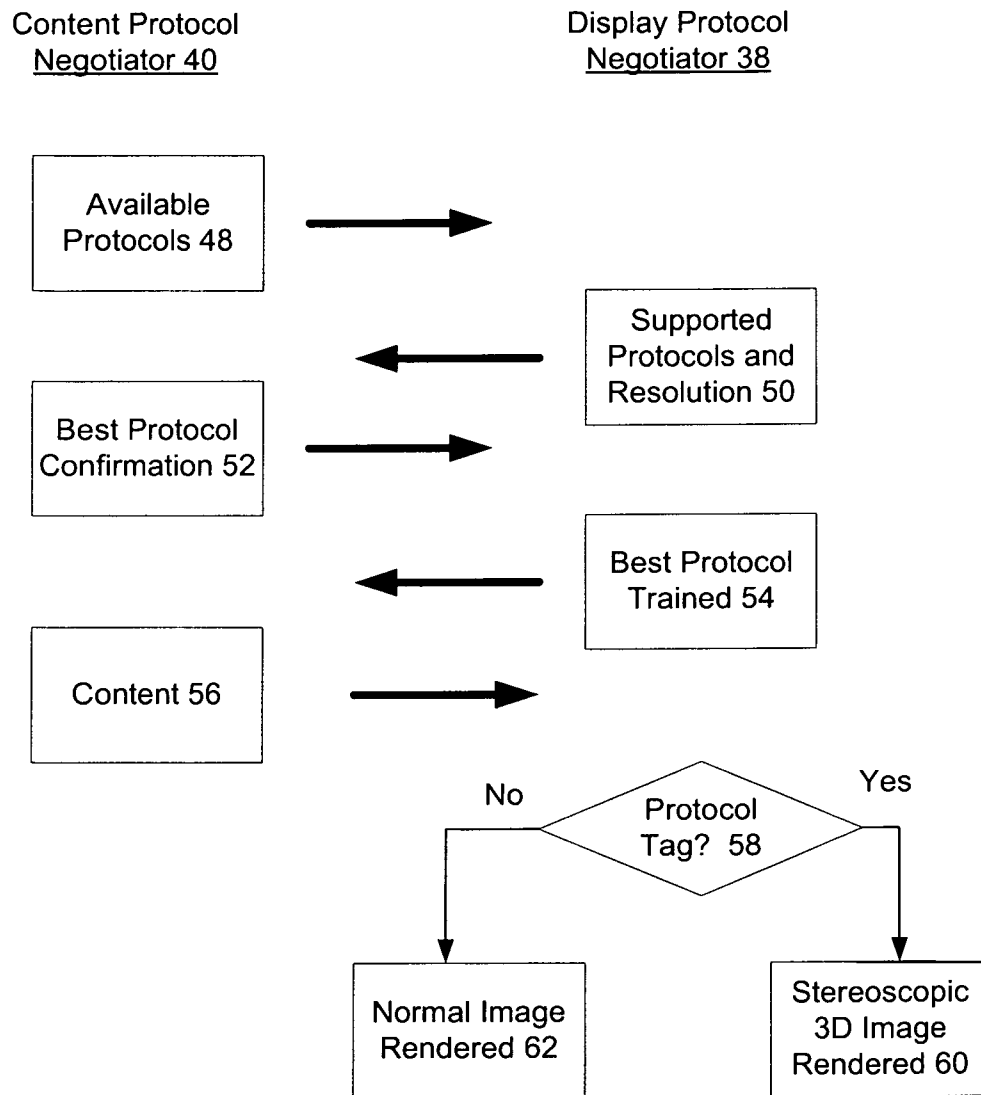 Content Protocol
Negotiator 40
Display Protocol
Negotiator 38
Available
Protocols 48
Supported
Protocols and
Resolution 50
Best Protocol
Confirmation 52
Best Protocol
Trained 54
Content 56
No
Protocol
Tag? 58
Yes
Normal Image
Rendered 62
Stereoscopic
3D Image
Rendered 60